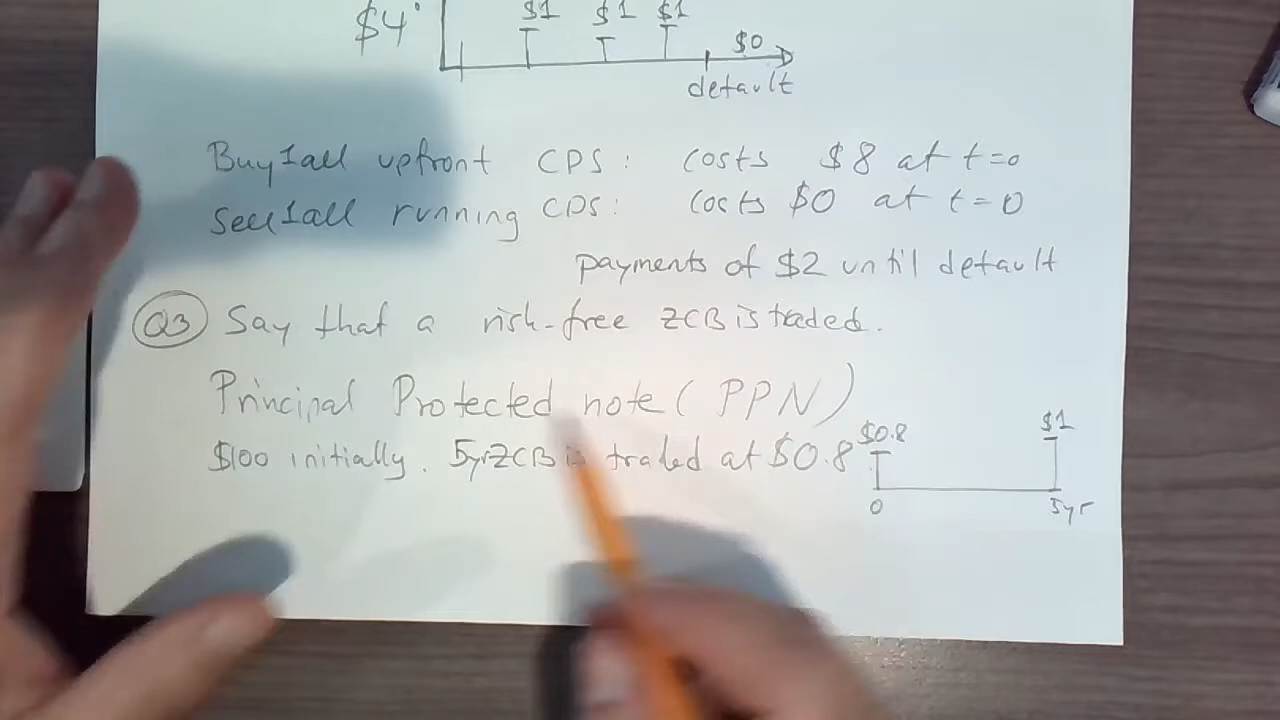 $4
$1 $1 $1
$0
default
Buy 1 all upfront CDS: costs $8 at t=0
Sell 1 all running CDS: costs $0 at t=0
payments of $2 until default
Q3 Say that a risk-free ZCB is traded.
Principal Protected note (PPN)
$100 initially. 5yr ZCB is traded at $0.8
$0.8 $1
0 5yr